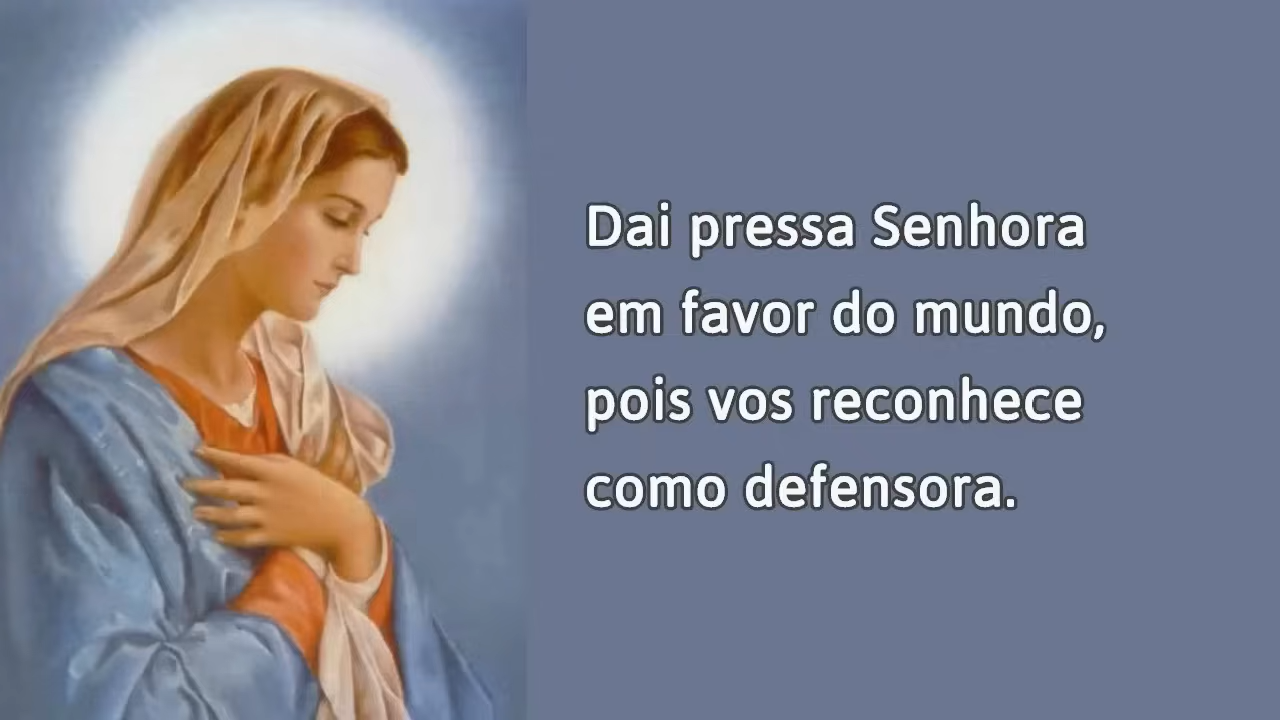 Dai pressa Senhora
em favor do mundo,
pois vos reconhece
como defensora.